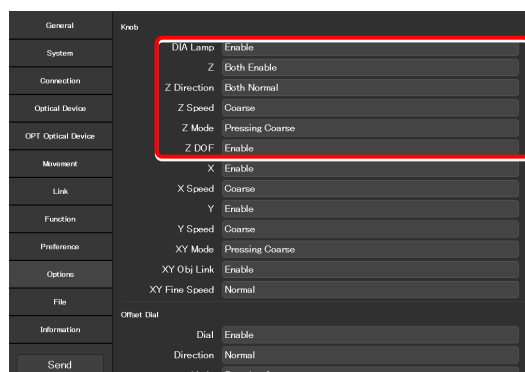 General
System
Connection
Optical Device
OPT Optical Device
Movement
Link
Function
Preference
Options
File
Information
Send
Knob
DIA Lamp Enable
Z Both Enable
Z Direction Both Normal
Z Speed Coarse
Z Mode Pressing Coarse
Z DOF Enable
X Enable
X Speed Coarse
Y Enable
Y Speed Coarse
XY Mode Pressing Coarse
XY Obj Link Enable
XY Fine Speed Normal
Offset Dial
Dial Enable
Direction Normal